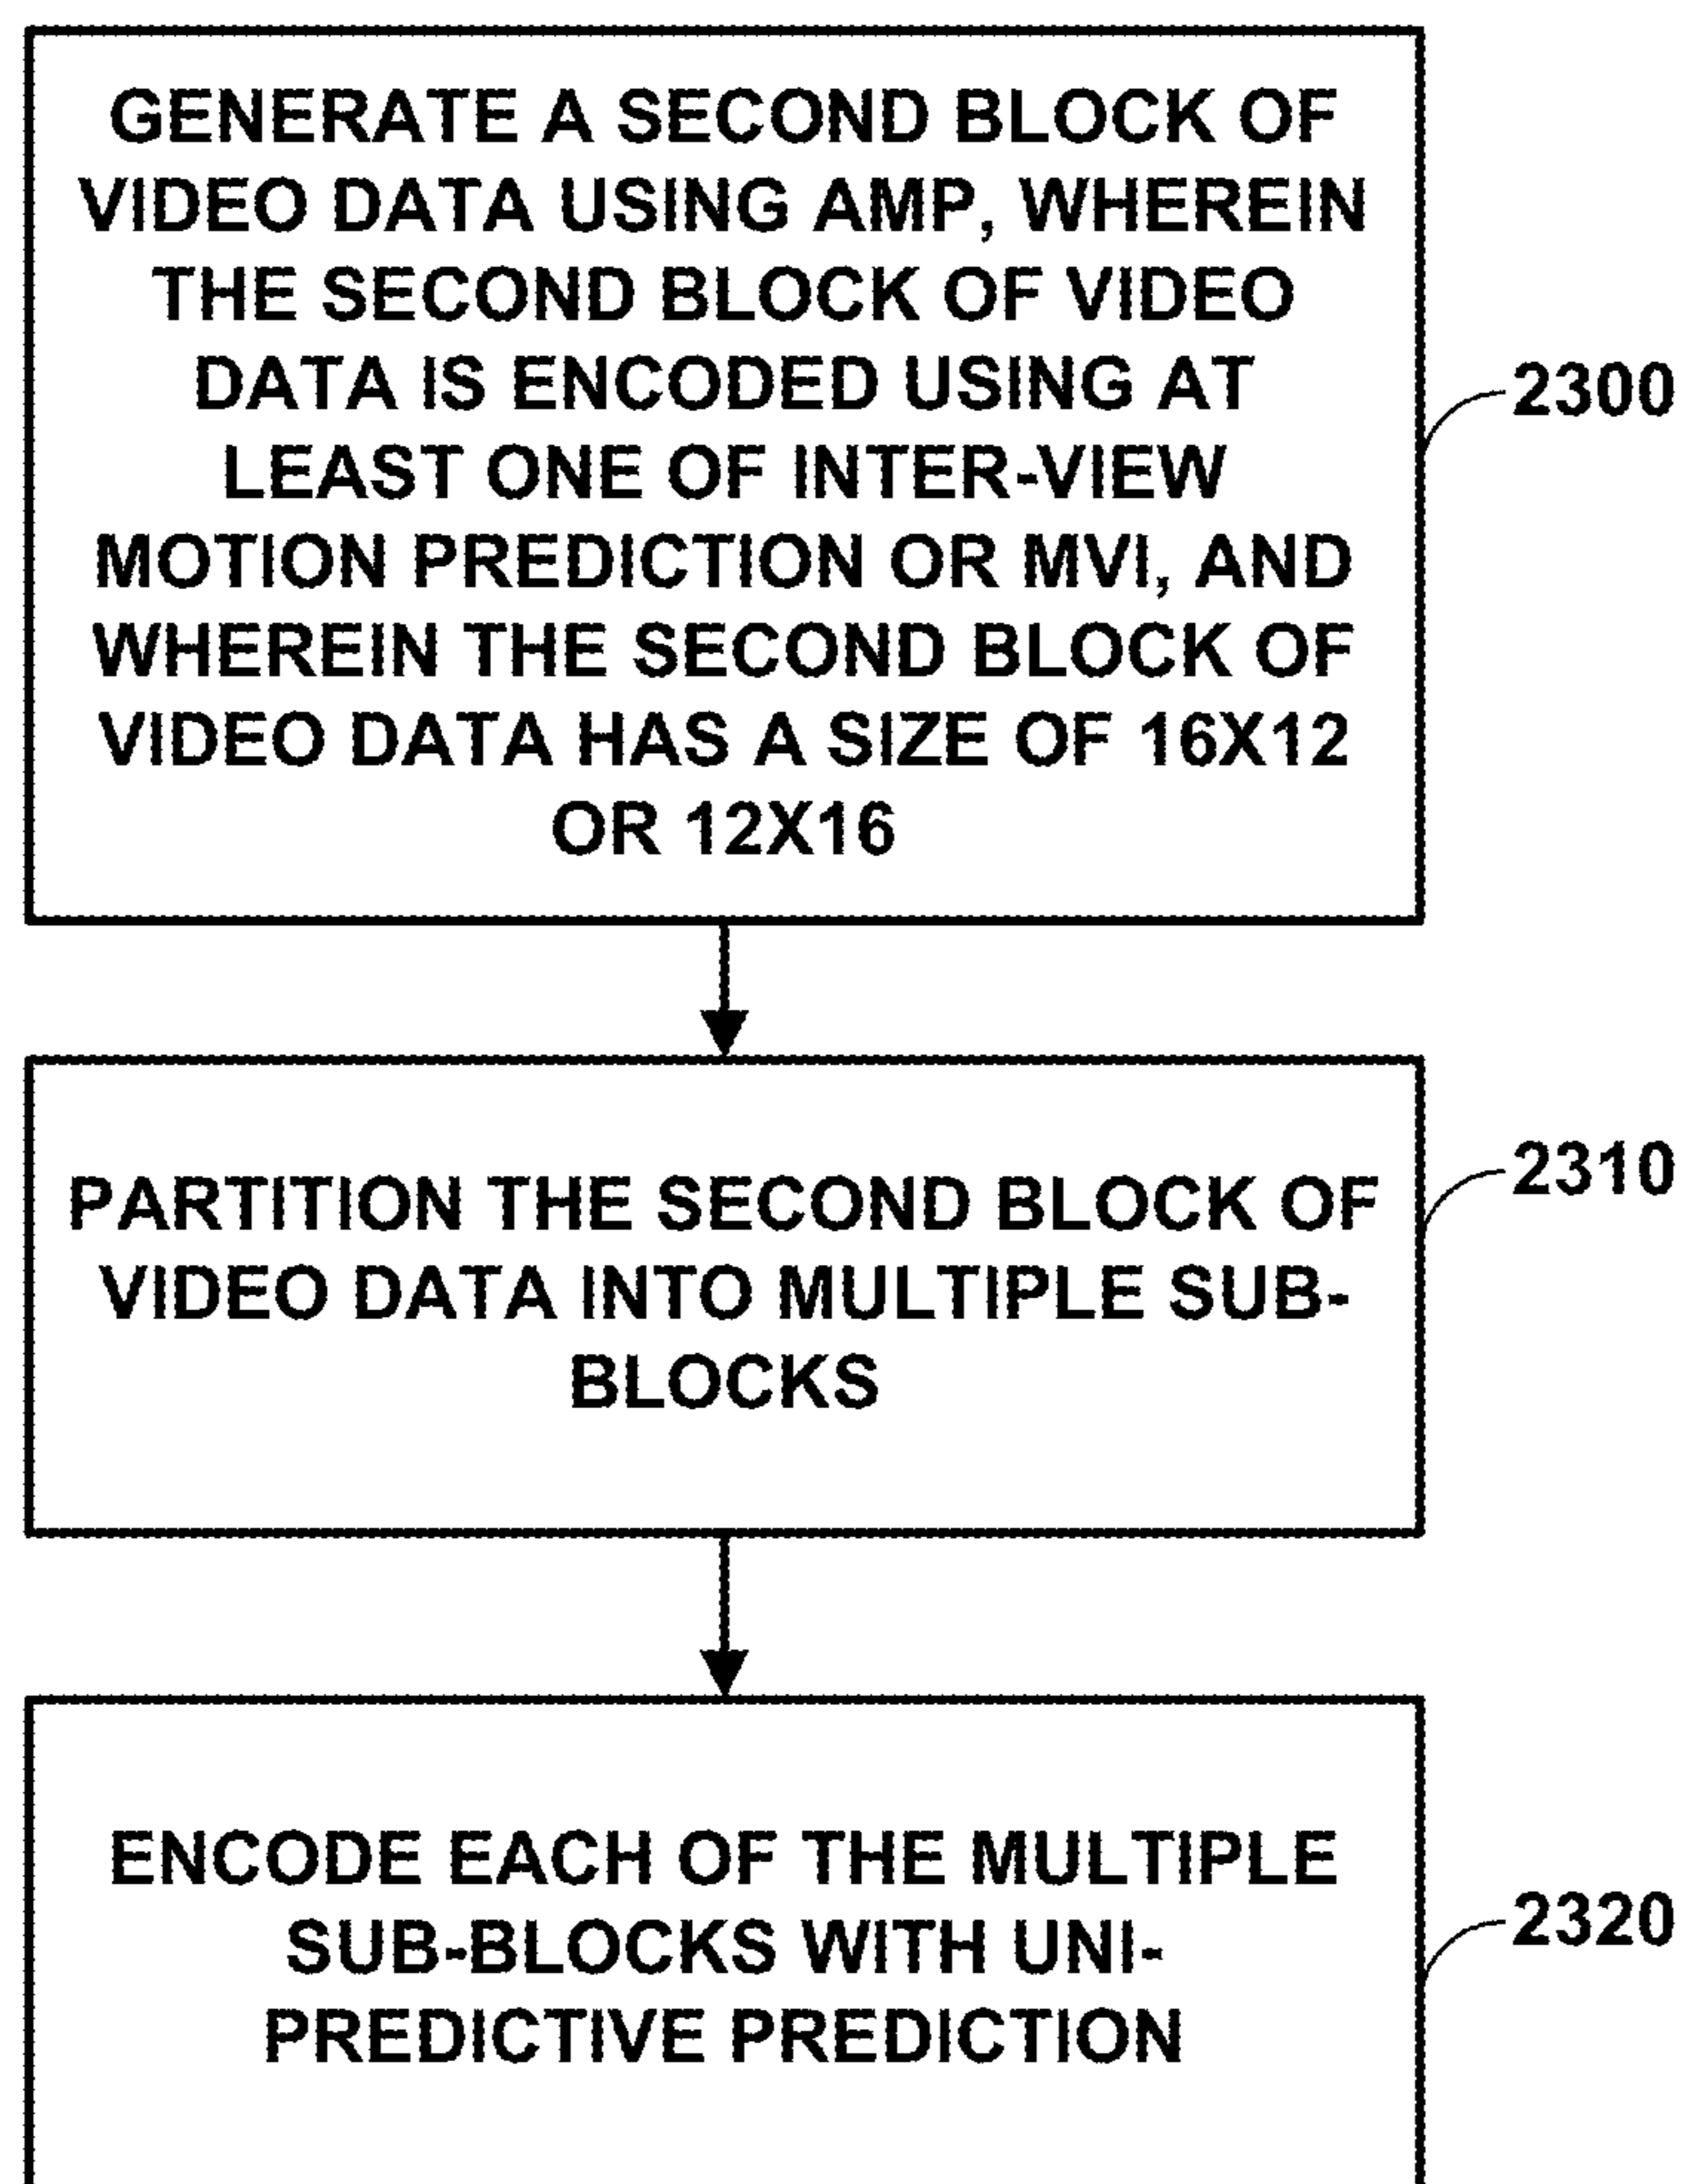 GENERATE A SECOND BLOCK OF
VIDEO DATA USING AMP, WHEREIN
THE SECOND BLOCK OF VIDEO
DATA IS ENCODED USING AT
LEAST ONE OF INTER-VIEW
MOTION PREDICTION OR MVI, AND
WHEREIN THE SECOND BLOCK OF
VIDEO DATA HAS A SIZE OF 16X12
OR 12X16
2300
PARTITION THE SECOND BLOCK OF
VIDEO DATA INTO MULTIPLE SUB-
BLOCKS
2310
ENCODE EACH OF THE MULTIPLE
SUB-BLOCKS WITH UNI-
PREDICTIVE PREDICTION
2320